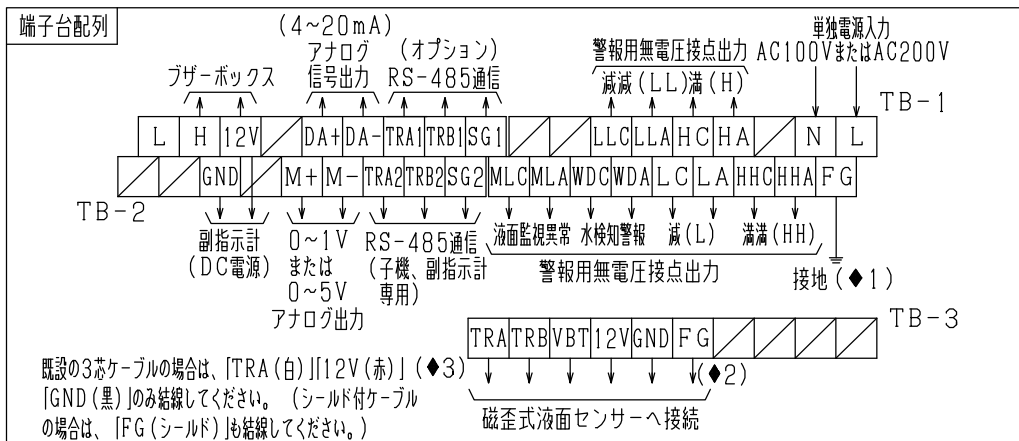 端子台配列
(4~20mA)
アナログ
信号出力
(オプション)
RS-485通信
ブザーボックス
警報用無電圧接点出力
減減(LL)満(H)
単独電源入力
AC100VまたはAC200V
TB-1
L H 12V DA+ DA- TRA1 TRB1 SG1 LLC LLA HC HA N L
GND M+ M- TRA2 TRB2 SG2 MLC MLA WDC WDA LC LA HHC HHA FG
TB-2
副指示計
(DC電源)
0~1V
または
0~5V
アナログ出力
RS-485通信
(子機、副指示計
専用)
液面監視異常 水検知警報 減(L) 満満(HH)
警報用無電圧接点出力
接地(◆1)
TB-3
TRA TRB VBT 12V GND FG
(◆2)
磁歪式液面センサーへ接続
既設の3芯ケーブルの場合は、「TRA(白)」「12V(赤)」(◆3)
「GND(黒)」のみ結線してください。 (シールド付ケーブル
の場合は、「FG(シールド)」も結線してください。)